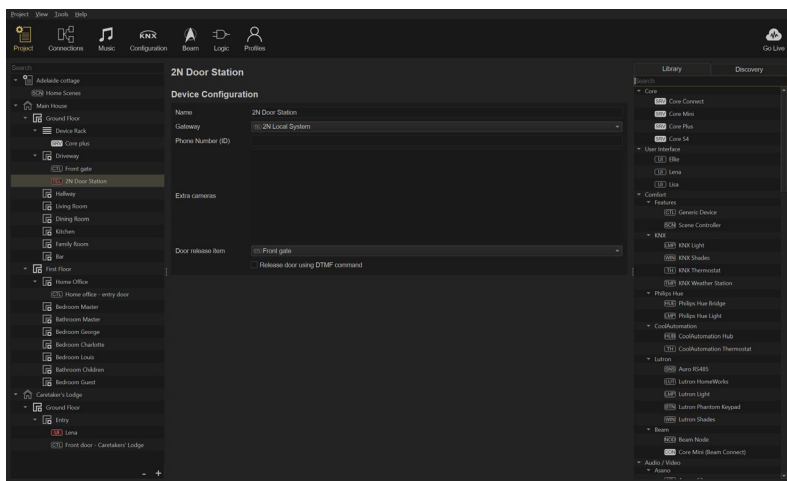 Project View Tools Help
Project Connections Music Configuration Beam Logic Profiles Go Live
KNX
Search
Adelaide cottage
SCN Home Scenes
Main House
Ground Floor
Device Rack
SRV Core plus
Driveway
CTL Front gate
2N Door Station
Hallway
Living Room
Dining Room
Kitchen
Family Room
Bar
First Floor
Home Office
CTL Home office - entry door
Bedroom Master
Bathroom Master
Bedroom George
Bedroom Charlotte
Bedroom Louis
Bathroom Children
Bedroom Guest
Caretaker's Lodge
Ground Floor
Entry
UI Lena
CTL Front door - Caretakers' Lodge
- +
2N Door Station
Device Configuration
Name 2N Door Station
Gateway 2N Local System
Phone Number (ID)
Extra cameras
Door release item Front gate
Release door using DTMF command
Library Discovery
Search
Core
SRV Core Connect
SRV Core Mini
SRV Core Plus
SRV Core S4
User Interface
UI Ellie
UI Lena
UI Lisa
Comfort
Features
CTL Generic Device
SCN Scene Controller
KNX
LMP KNX Light
WIN KNX Shades
TH KNX Thermostat
TMP KNX Weather Station
Philips Hue
HUB Philips Hue Bridge
LMP Philips Hue Light
CoolAutomation
HUB CoolAutomation Hub
TH CoolAutomation Thermostat
Lutron
Auro RS485
LUT Lutron HomeWorks
LMP Lutron Light
BTN Lutron Phantom Keypad
WIN Lutron Shades
Beam
NOD Beam Node
CON Core Mini (Beam Connect)
Audio / Video
Asano